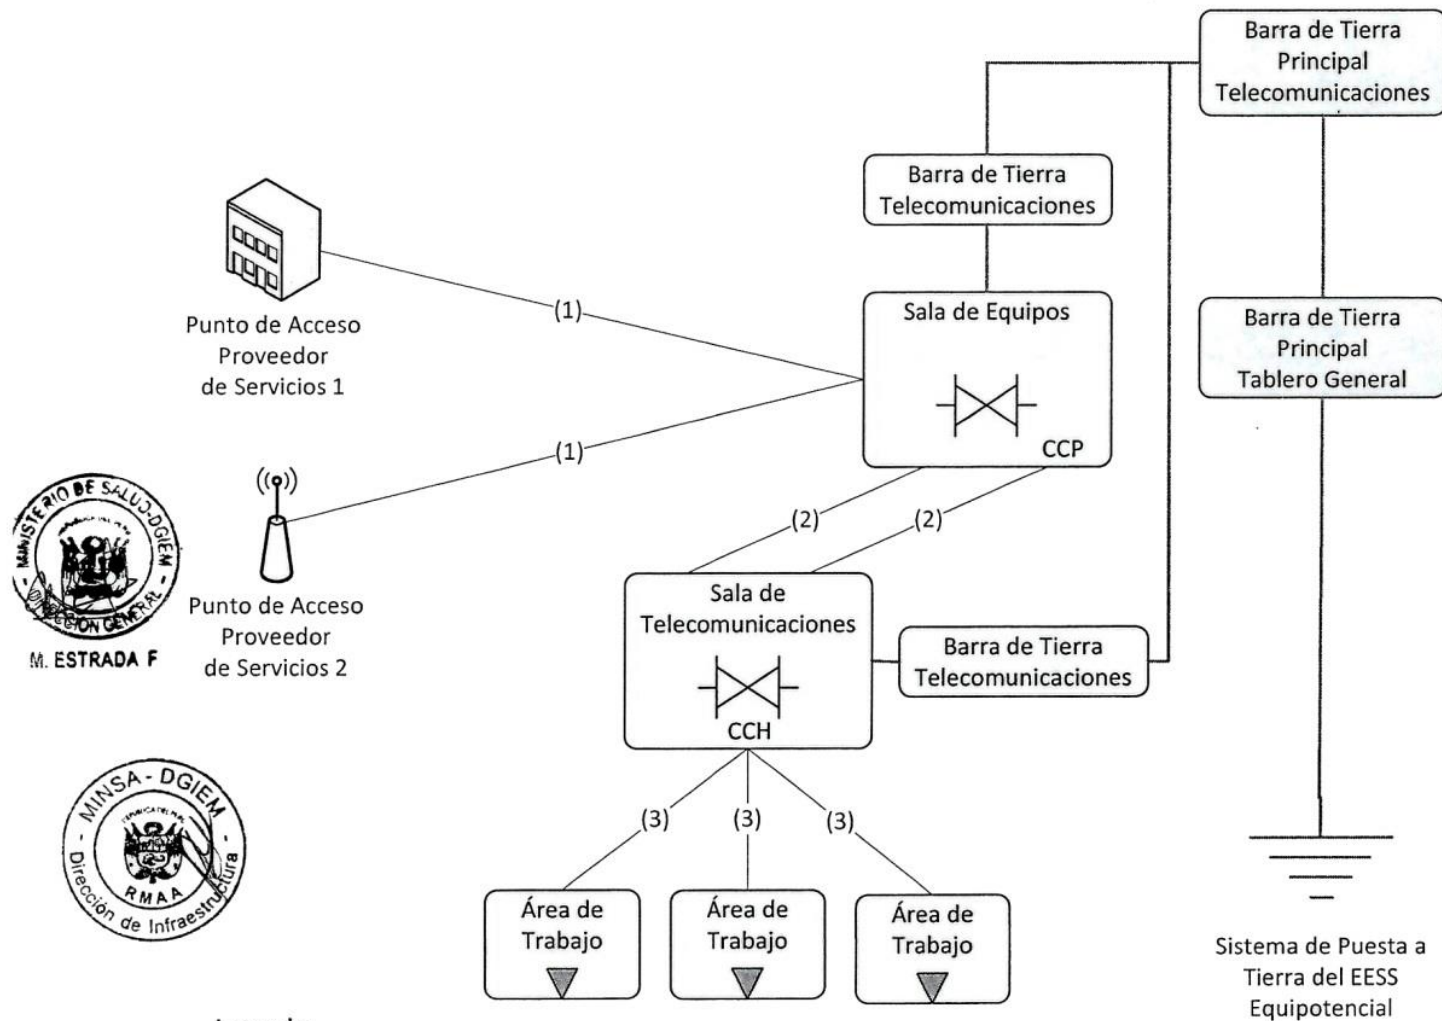 Barra de Tierra
Principal
Telecomunicaciones
Barra de Tierra
Telecomunicaciones
Punto de Acceso
Proveedor
de Servicios 1
(1)
Sala de Equipos
CCP
Barra de Tierra
Principal
Tablero General
(1)
Punto de Acceso
Proveedor
de Servicios 2
MINISTERIO DE SALUD-DGIEM
DIRECCIÓN GENERAL
M. ESTRADA F
(2)
(2)
Sala de
Telecomunicaciones
CCH
Barra de Tierra
Telecomunicaciones
MINSA - DGIEM
REPUBLICA DEL PERU
RMAA
Dirección de Infraestructura
(3)
(3)
(3)
Área de
Trabajo
Área de
Trabajo
Área de
Trabajo
Sistema de Puesta a
Tierra del EESS
Equipotencial